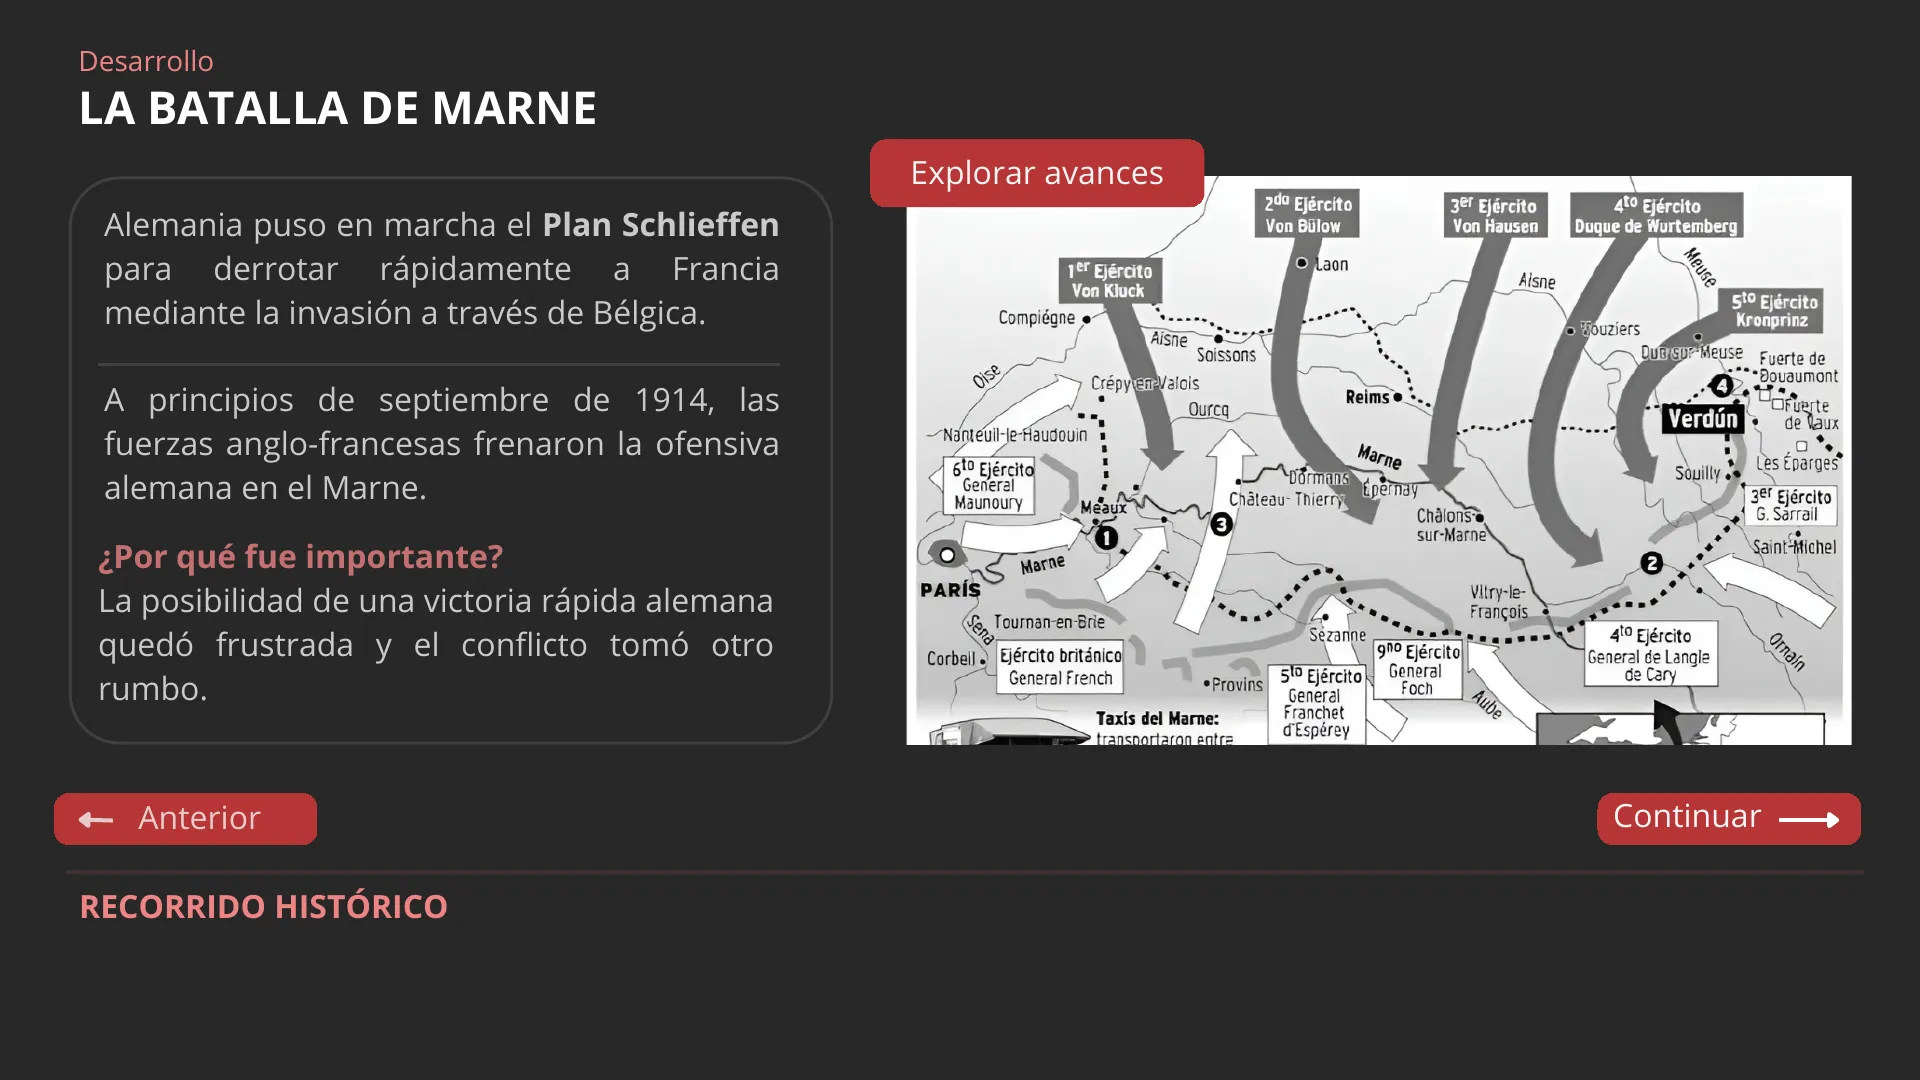 Desarrollo
LA BATALLA DE MARNE
Alemania puso en marcha el Plan Schlieffen
para derrotar rápidamente a Francia
mediante la invasión a través de Bélgica.
A principios de septiembre de 1914, las
fuerzas anglo-francesas frenaron la ofensiva
alemana en el Marne.
¿Por qué fue importante?
La posibilidad de una victoria rápida alemana
quedó frustrada y el conflicto tomó otro
rumbo.
Explorar avances
2do Ejército
Von Bülow
3er Ejército
Von Hausen
4to Ejército
Duque de Wurtemberg
1er Ejército
Von Kluck
5to Ejército
Kronprinz
Laon
Meuse
Aisne
Compiégne
Aisne
Soissons
Vouziers
Dun-sur-Meuse
Fuerte de
Douaumont
Oise
Crépy-en-Valois
4
Ourcq
Reims
Verdún
Fuerte
de Vaux
Nanteuil-le-Haudouin
Marne
Souilly
Les Éparges
6to Ejército
General
Maunoury
Dormans
Château-Thierry
Épernay
3er Ejército
G. Sarrail
Meaux
Châlons-
sur-Marne
3
1
Saint-Michel
2
Marne
PARÍS
Vitry-le-
François
Tournan-en-Brie
Sena
Sézanne
4to Ejército
General de Langle
de Cary
Ornain
Corbeil
Ejército británico
General French
9no Ejército
General
Foch
Provins
5to Ejército
General
Franchet
d'Espérey
Aube
Taxis del Marne:
transportaron entre
Anterior
Continuar
RECORRIDO HISTÓRICO